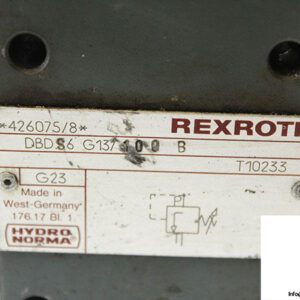 *426075/8* REXROTH
DBDS6 G13/100 B
T10233
G23
Made in
West-Germany
176.17 Bl. 1
HYDRO
NORMA